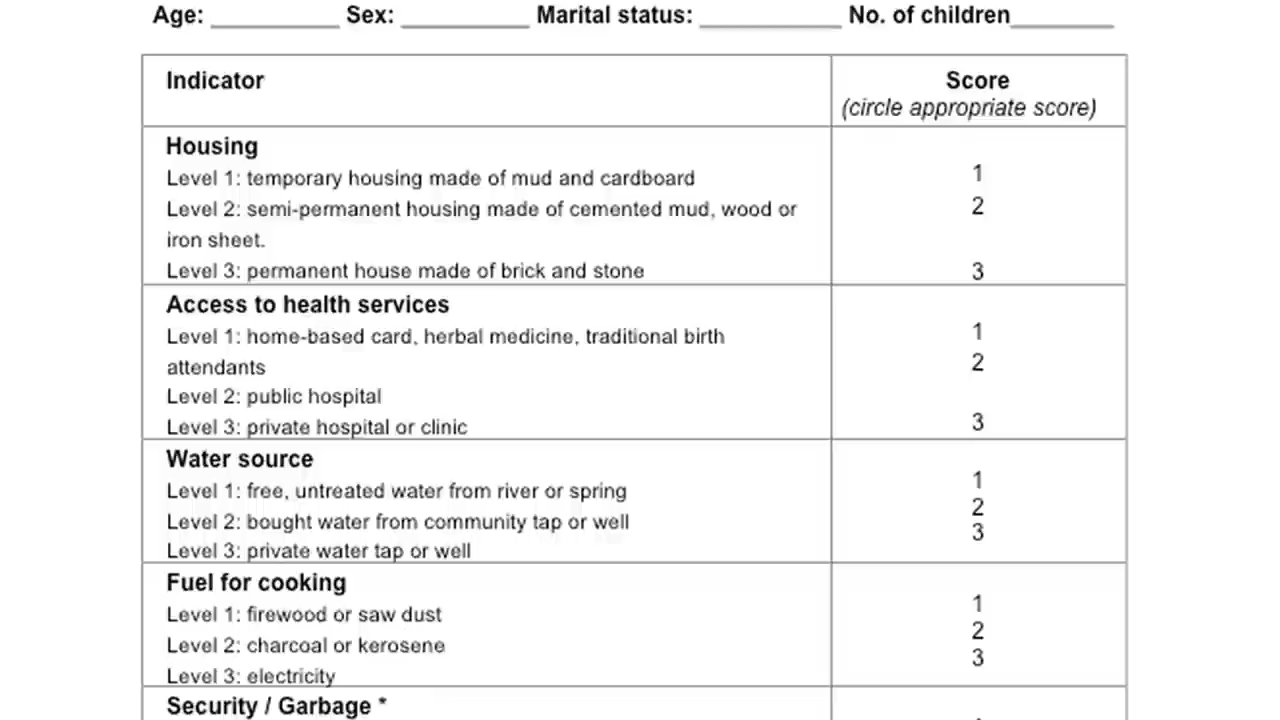 Age: ____________ Sex: ____________ Marital status: _____________ No. of children__________
Indicator
Score
(circle appropriate score)
Housing
Level 1: temporary housing made of mud and cardboard
1
Level 2: semi-permanent housing made of cemented mud, wood or
2
iron sheet.
Level 3: permanent house made of brick and stone
3
Access to health services
Level 1: home-based card, herbal medicine, traditional birth
1
attendants
2
Level 2: public hospital
Level 3: private hospital or clinic
3
Water source
Level 1: free, untreated water from river or spring
1
Level 2: bought water from community tap or well
2
Level 3: private water tap or well
3
Fuel for cooking
Level 1: firewood or saw dust
1
Level 2: charcoal or kerosene
2
Level 3: electricity
3
Security / Garbage *